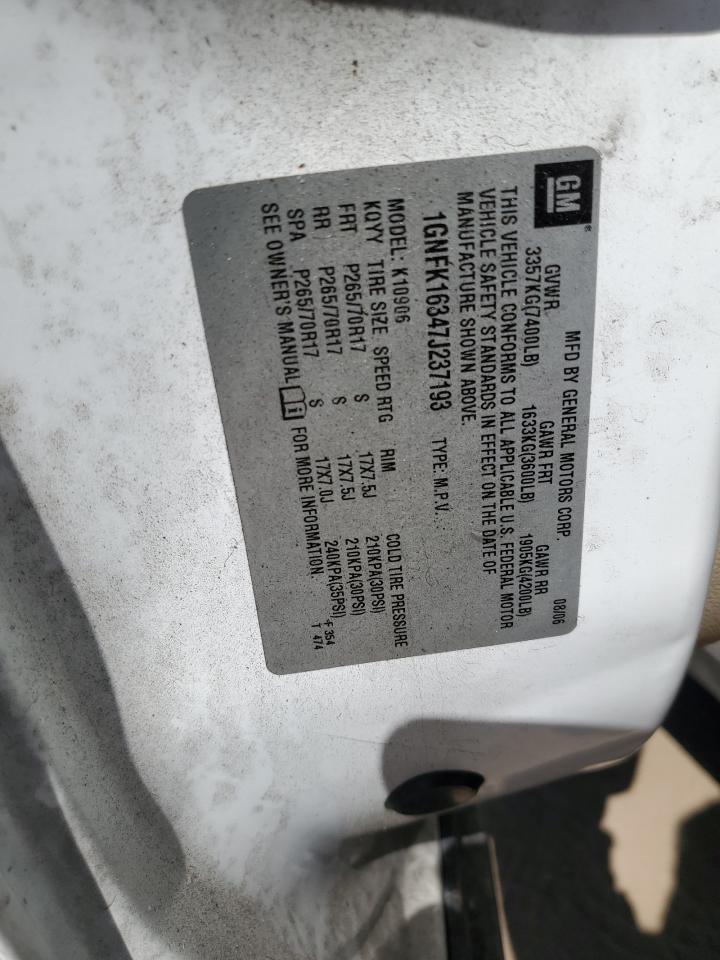 GM ®
MFD BY GENERAL MOTORS CORP. 08/06
GVWR GAWR FRT GAWR RR
3357KG(7400LB) 1633KG(3600LB) 1905KG(4200LB)
THIS VEHICLE CONFORMS TO ALL APPLICABLE U.S. FEDERAL MOTOR
VEHICLE SAFETY STANDARDS IN EFFECT ON THE DATE OF
MANUFACTURE SHOWN ABOVE.
1GNFK16347J237193 TYPE: M.P.V.
MODEL: K10906
KQYY TIRE SIZE SPEED RTG RIM COLD TIRE PRESSURE
FRT P265/70R17 S 17X7.5J 210KPA(30PSI)
RR P265/70R17 S 17X7.5J 210KPA(30PSI)
SPA P265/70R17 S 17X7.0J 240KPA(35PSI)
SEE OWNER'S MANUAL FOR MORE INFORMATION.
F 354
T 474